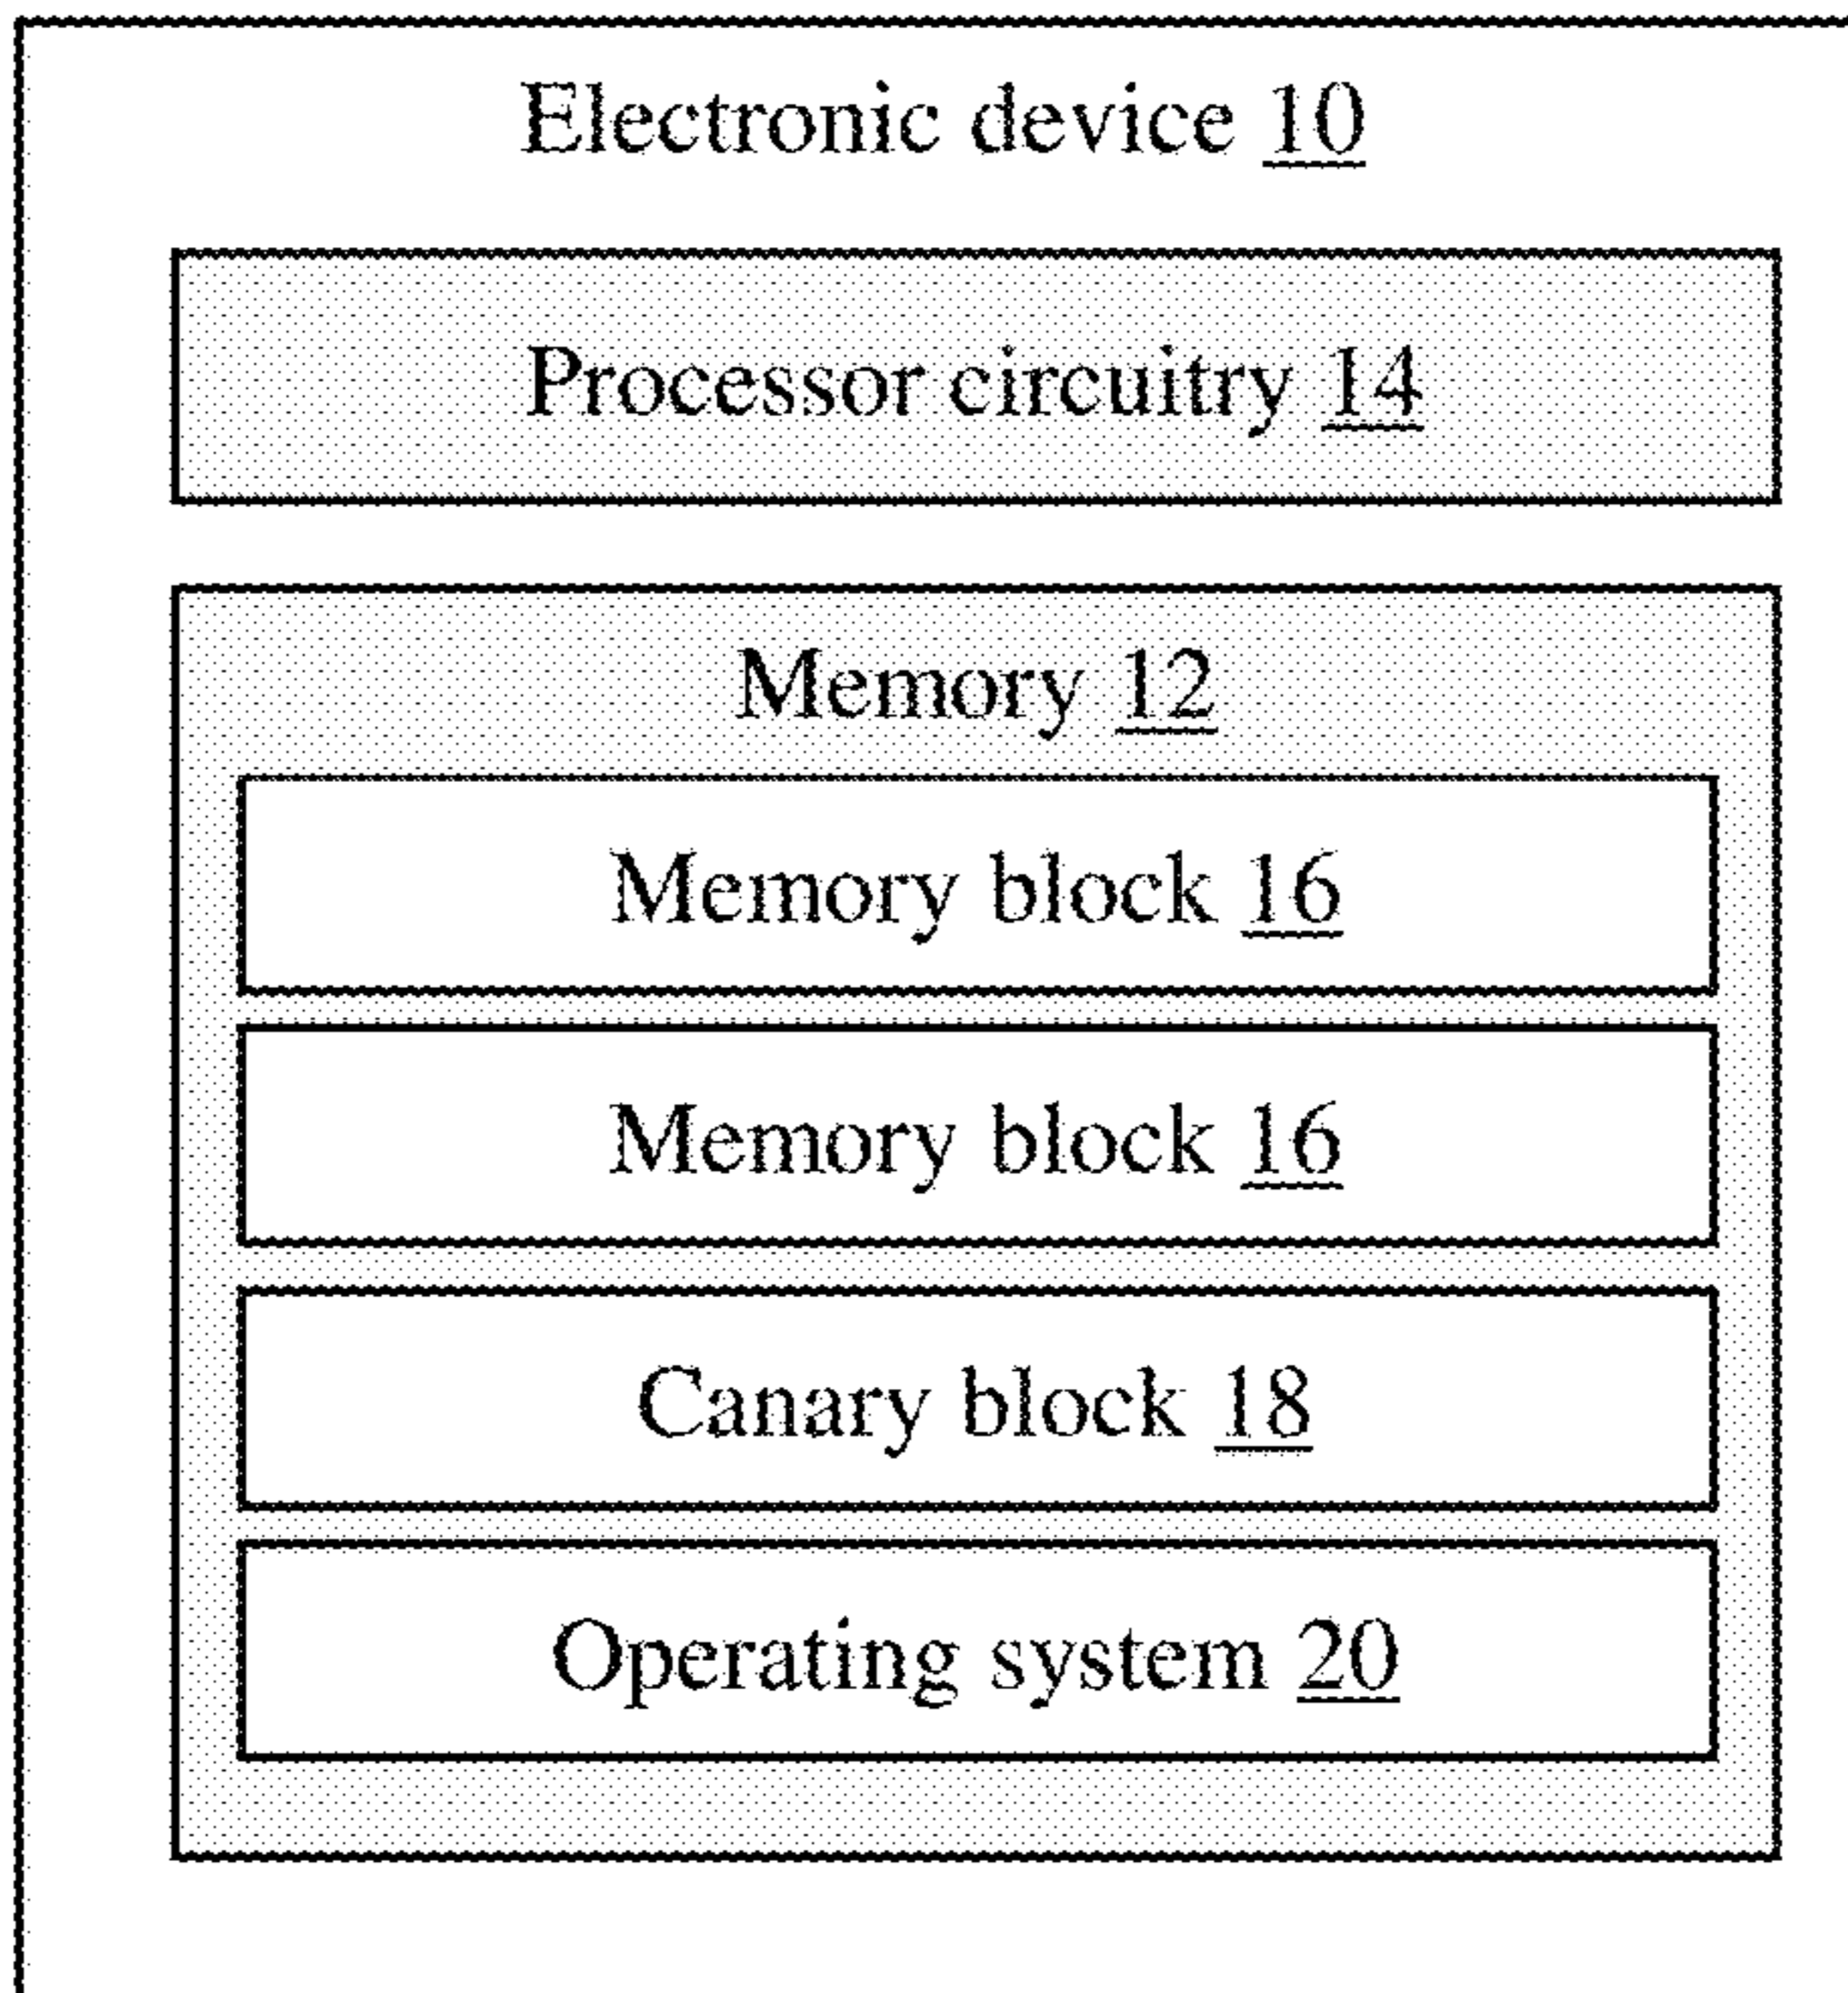 Electronic device 10
Processor circuitry 14
Memory 12
Memory block 16
Memory block 16
Canary block 18
Operating system 20